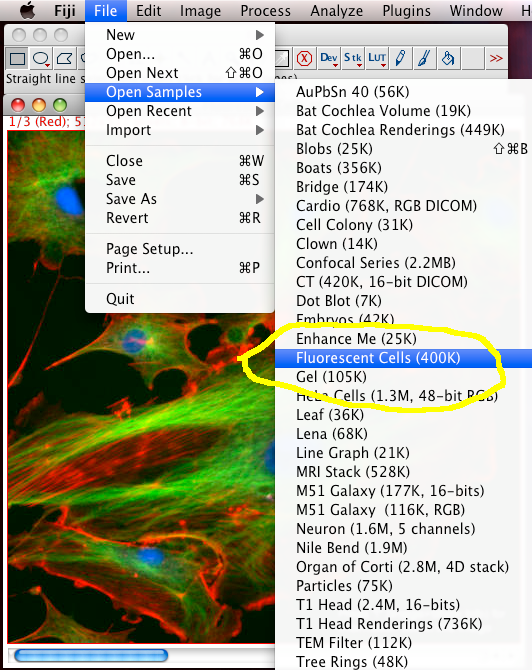 Fiji File Edit Image Process Analyze Plugins Window H
Dev Stk LUT >>
Straight line s
1/3 (Red); 5
New
Open... ⌘O
Open Next ⇧⌘O
Open Samples
Open Recent
Import
Close ⌘W
Save ⌘S
Save As
Revert ⌘R
Page Setup...
Print... ⌘P
Quit
AuPbSn 40 (56K)
Bat Cochlea Volume (19K)
Bat Cochlea Renderings (449K)
Blobs (25K) ⇧⌘B
Boats (356K)
Bridge (174K)
Cardio (768K, RGB DICOM)
Cell Colony (31K)
Clown (14K)
Confocal Series (2.2MB)
CT (420K, 16-bit DICOM)
Dot Blot (7K)
Embryos (42K)
Enhance Me (25K)
Fluorescent Cells (400K)
Gel (105K)
HeLa Cells (1.3M, 48-bit RGB)
Leaf (36K)
Lena (68K)
Line Graph (21K)
MRI Stack (528K)
M51 Galaxy (177K, 16-bits)
M51 Galaxy (116K, RGB)
Neuron (1.6M, 5 channels)
Nile Bend (1.9M)
Organ of Corti (2.8M, 4D stack)
Particles (75K)
T1 Head (2.4M, 16-bits)
T1 Head Renderings (736K)
TEM Filter (112K)
Tree Rings (48K)